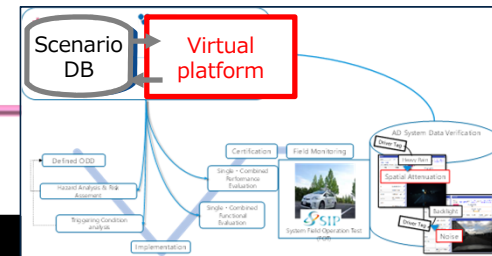 Scenario
DB
Virtual
platform
AD System Data Verification
Driver Tag
Heavy Rain
Spatial Attenuation
Certification
Field Monitoring
Defined ODD
Single・Combined
Performance
Evaluation
Hazard Analysis & Risk
Assesment
Single・Combined
Functional
Evaluation
Triggering Condition
analysis
SIP
System Field Operation Test
(FOT)
Backlight
Driver Tag
Noise
Implementation